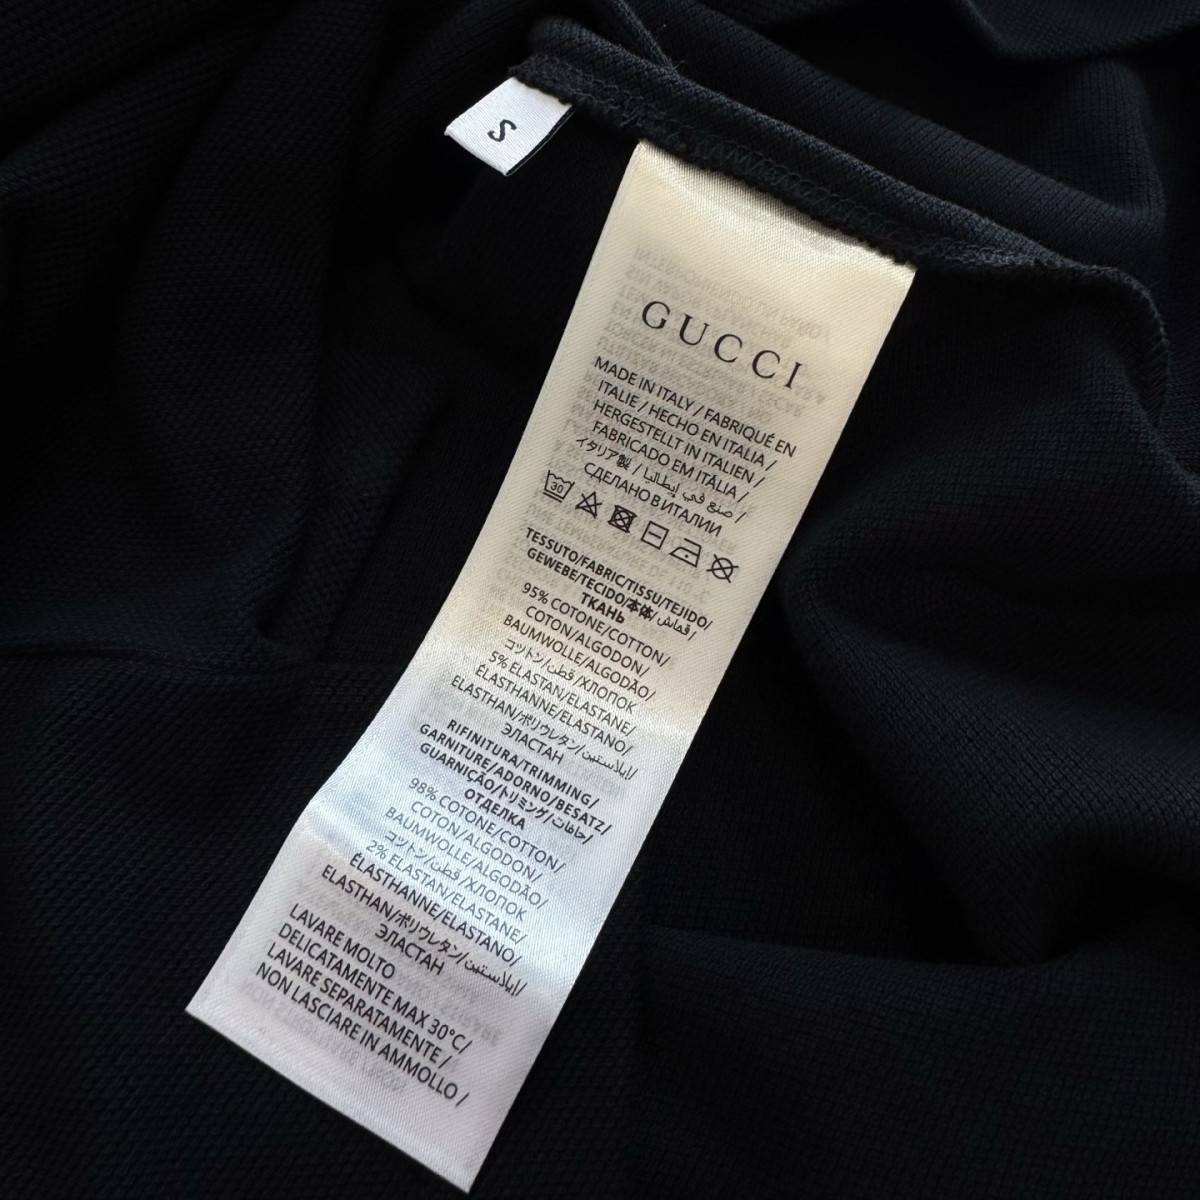 S
GUCCI
MADE IN ITALY / FABRIQUÉ EN
ITALIE / HECHO EN ITALIA /
HERGESTELLT IN ITALIEN /
FABRICADO EM ITÁLIA /
イタリア製 / صنع في إيطاليا /
СДЕЛАНО В ИТАЛИИ
30
TESSUTO/FABRIC/TISSU/TEJIDO/
GEWEBE/TECIDO/本体/قماش/
ТКАНЬ
95% COTONE/COTTON/
COTON/ALGODON/
BAUMWOLLE/ALGODÃO/
コットン/قطن/ХЛОПОК
5% ELASTAN/ELASTANE/
ÉLASTHANNE/ELASTANO/
ELASTHAN/ポリウレタン/إيلاستين/
ЭЛАСТАН
RIFINITURA/TRIMMING/
GARNITURE/ADORNO/BESATZ/
GUARNIÇÃO/トリミング/حافات/
ОТДЕЛКА
98% COTONE/COTTON/
COTON/ALGODON/
BAUMWOLLE/ALGODÃO/
コットン/قطن/ХЛОПОК
2% ELASTAN/ELASTANE/
ÉLASTHANNE/ELASTANO/
ELASTHAN/ポリウレタン/إيلاستين/
ЭЛАСТАН
LAVARE MOLTO
DELICATAMENTE MAX 30°C/
LAVARE SEPARATAMENTE /
NON LASCIARE IN AMMOLLO /